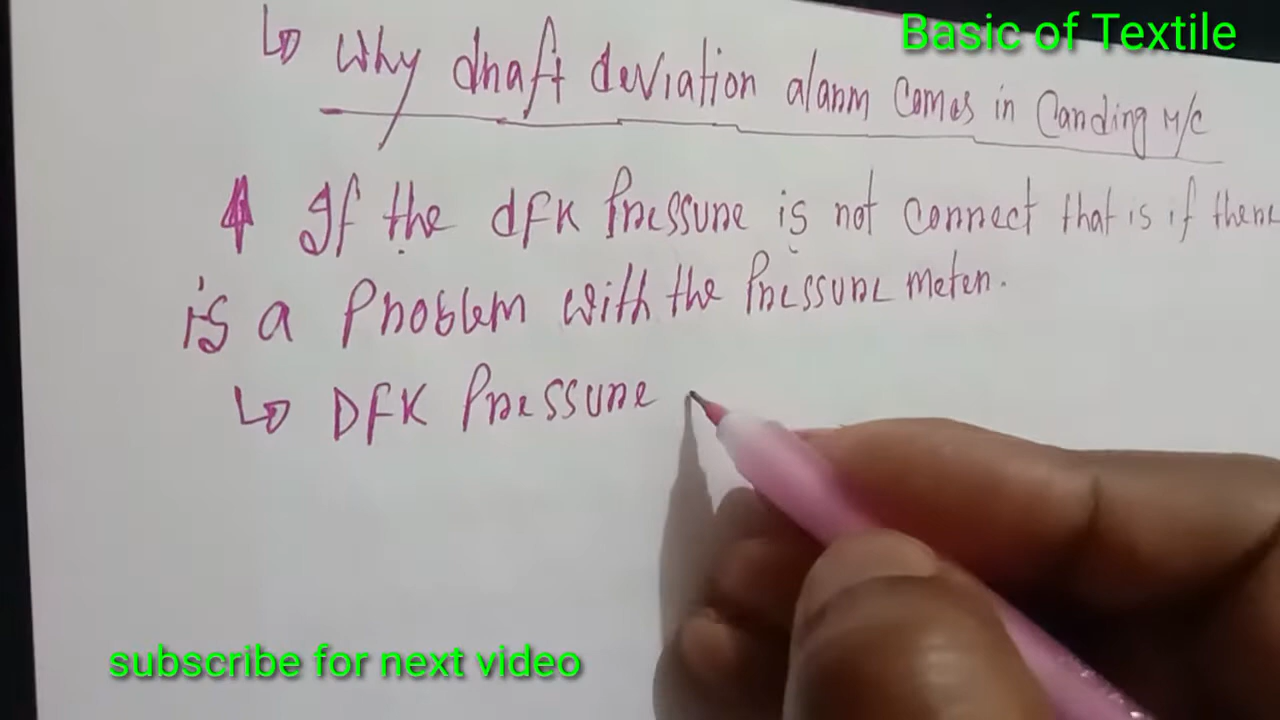 Basic of Textile
Why draft deviation alarm comes in Carding M/C
If the DFK Pressure is not correct that is if there
is a Problem with the Pressure meter.
DFK Pressure
subscribe for next video